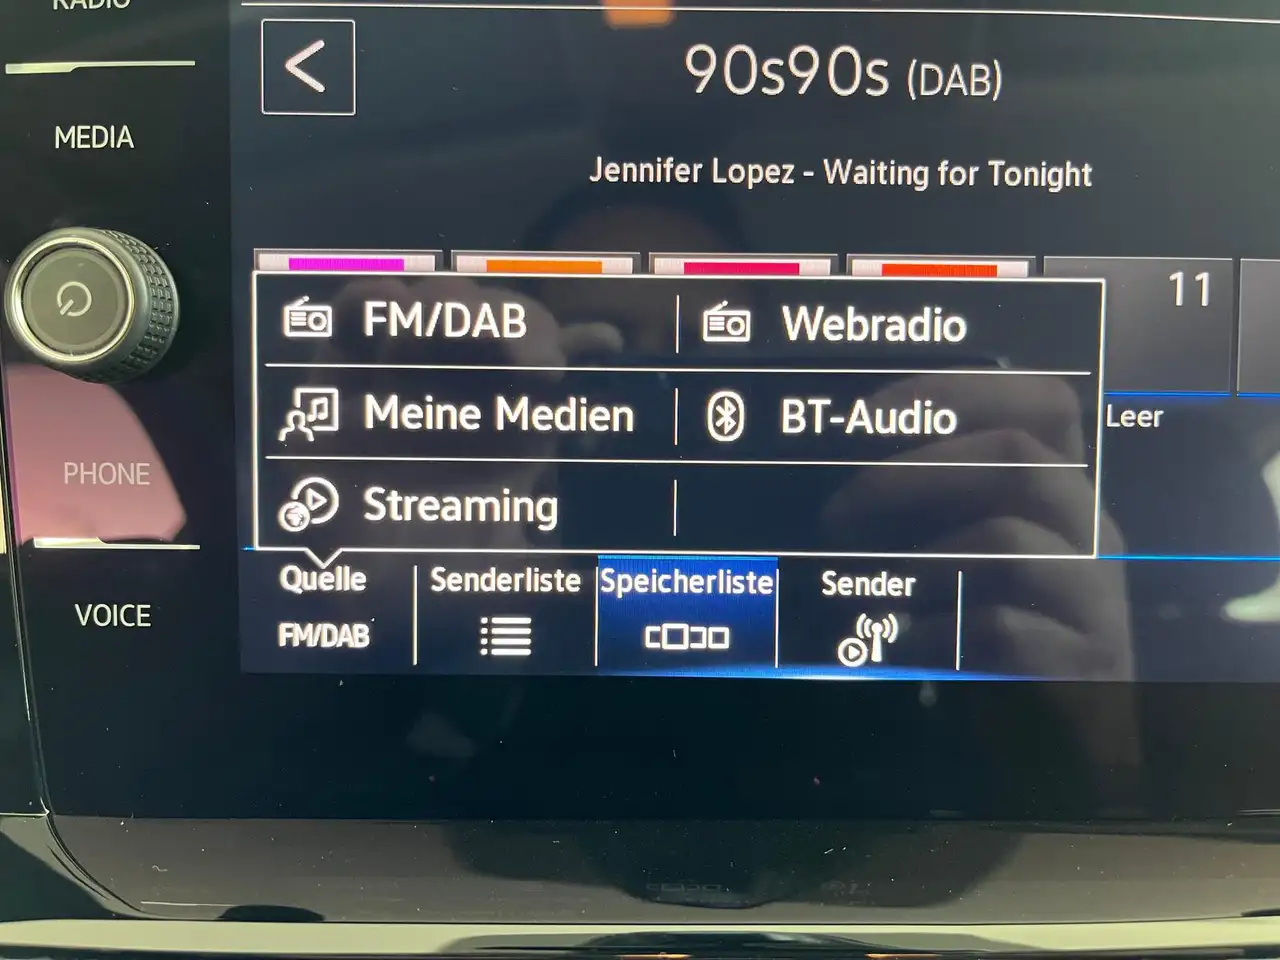 RADIO
MEDIA
PHONE
VOICE
90s90s (DAB)
Jennifer Lopez - Waiting for Tonight
11
FM/DAB
Webradio
Meine Medien
BT-Audio
Leer
Streaming
Quelle
FM/DAB
Senderliste
Speicherliste
Sender